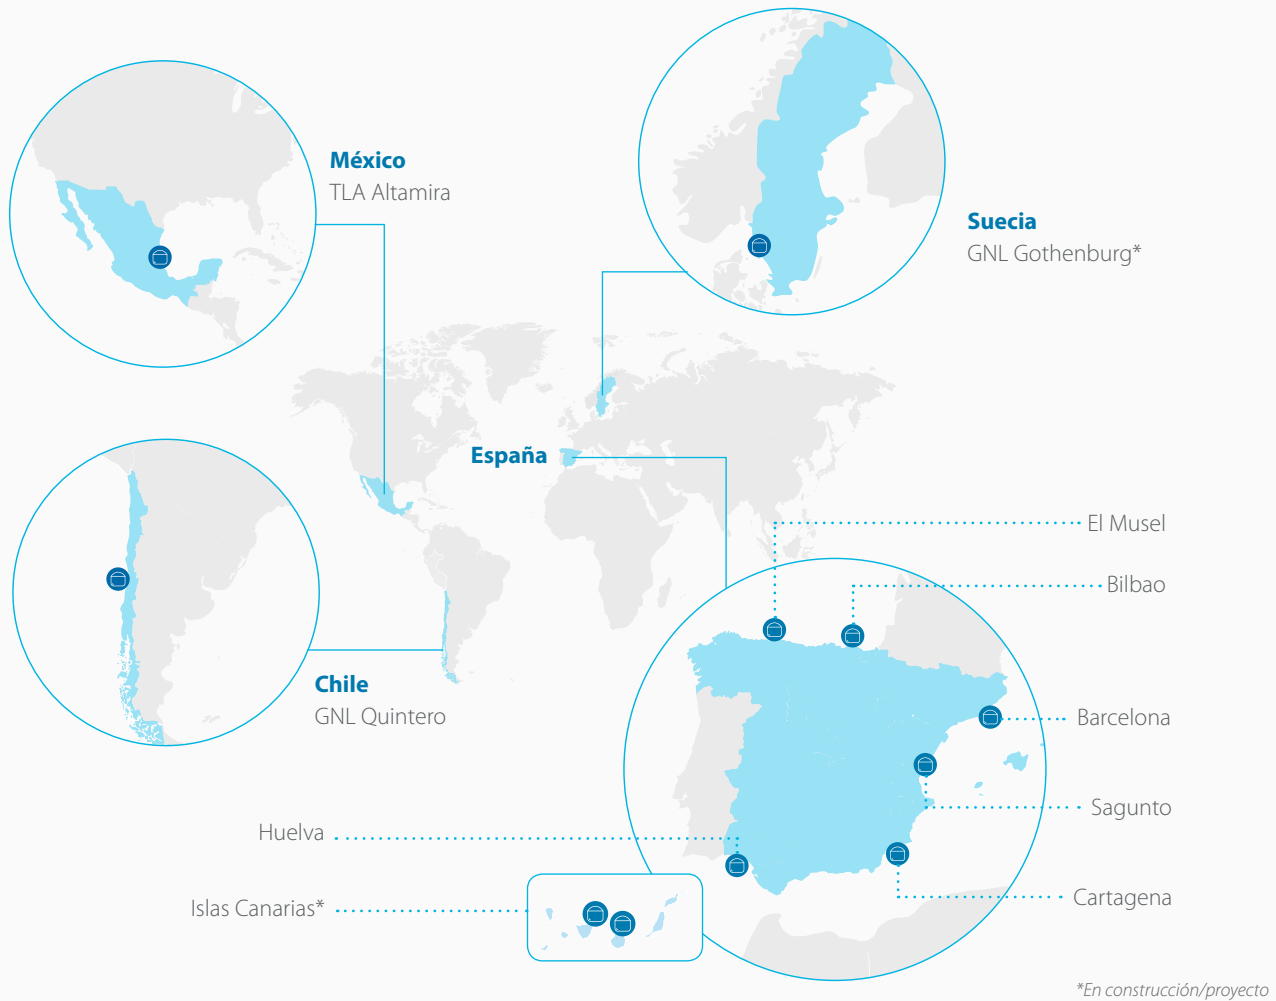 México
TLA Altamira
Suecia
GNL Gothenburg*
España
El Musel
Bilbao
Chile
GNL Quintero
Barcelona
Sagunto
Huelva
Cartagena
Islas Canarias*
*En construcción/proyecto